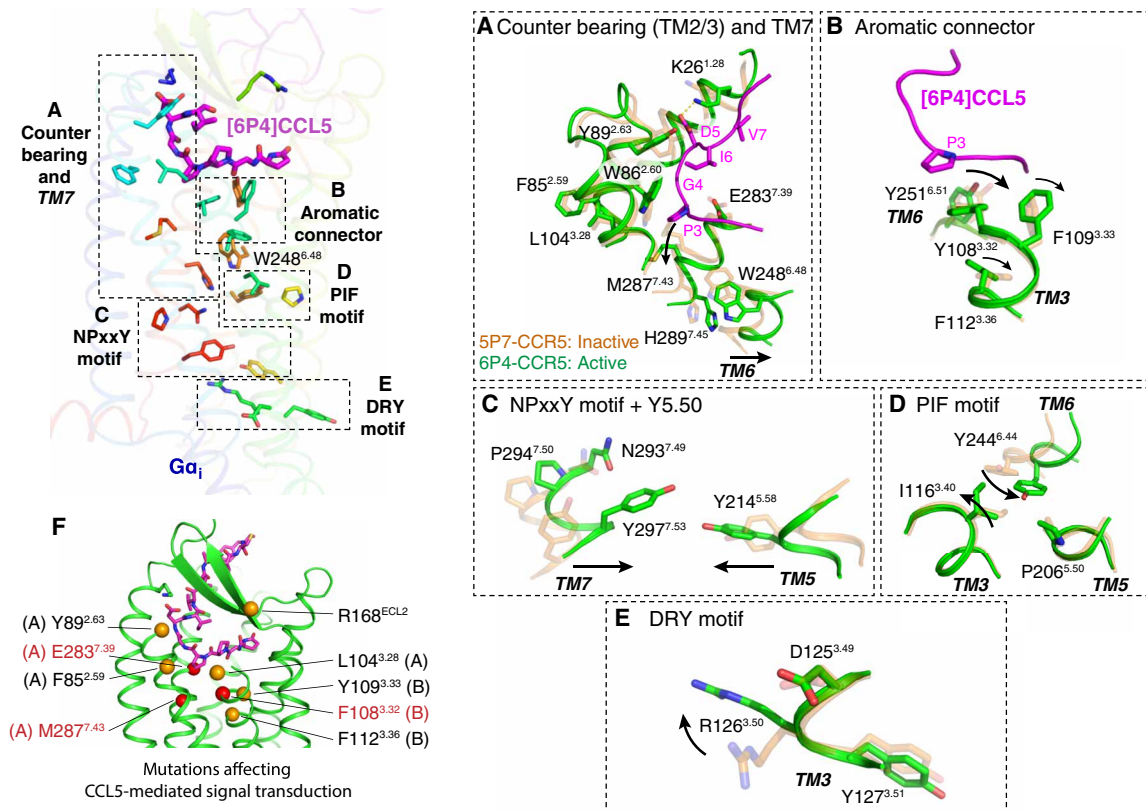 A
Counter
bearing
and
TM7
[6P4]CCL5
B
Aromatic
connector
W248^6.48
D
PIF
motif
C
NPxxY
motif
E
DRY
motif
Gαi
A Counter bearing (TM2/3) and TM7
K26^1.28
Y89^2.63
D5
V7
I6
W86^2.60
F85^2.59
G4
E283^7.39
L104^3.28
P3
M287^7.43
W248^6.48
H289^7.45
5P7-CCR5: Inactive
6P4-CCR5: Active
TM6
B Aromatic connector
[6P4]CCL5
P3
Y251^6.51
TM6
Y108^3.32
F109^3.33
TM3
F112^3.36
C NPxxY motif + Y5.50
P294^7.50
N293^7.49
Y214^5.58
Y297^7.53
TM7
TM5
D PIF motif
TM6
Y244^6.44
I116^3.40
TM3
P206^5.50
TM5
E DRY motif
D125^3.49
R126^3.50
TM3
Y127^3.51
F
R168^ECL2
(A) Y89^2.63
(A) E283^7.39
(A) F85^2.59
(A) M287^7.43
L104^3.28 (A)
Y109^3.33 (B)
F108^3.32 (B)
F112^3.36 (B)
Mutations affecting
CCL5-mediated signal transduction